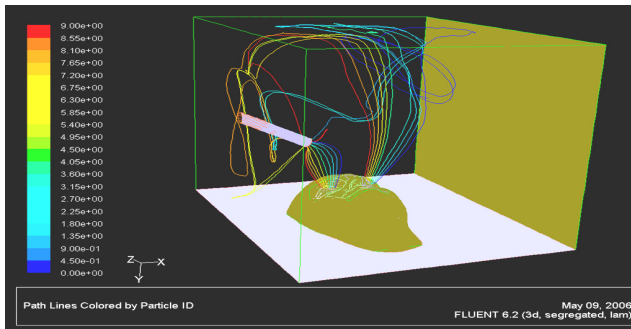 9.00e+00
8.55e+00
8.10e+00
7.65e+00
7.20e+00
6.75e+00
6.30e+00
5.85e+00
5.40e+00
4.95e+00
4.50e+00
4.05e+00
3.60e+00
3.15e+00
2.70e+00
2.25e+00
1.80e+00
1.35e+00
9.00e-01
4.50e-01
0.00e+00
Z X
Y
Path Lines Colored by Particle ID
May 09, 2006
FLUENT 6.2 (3d, segregated, lam)